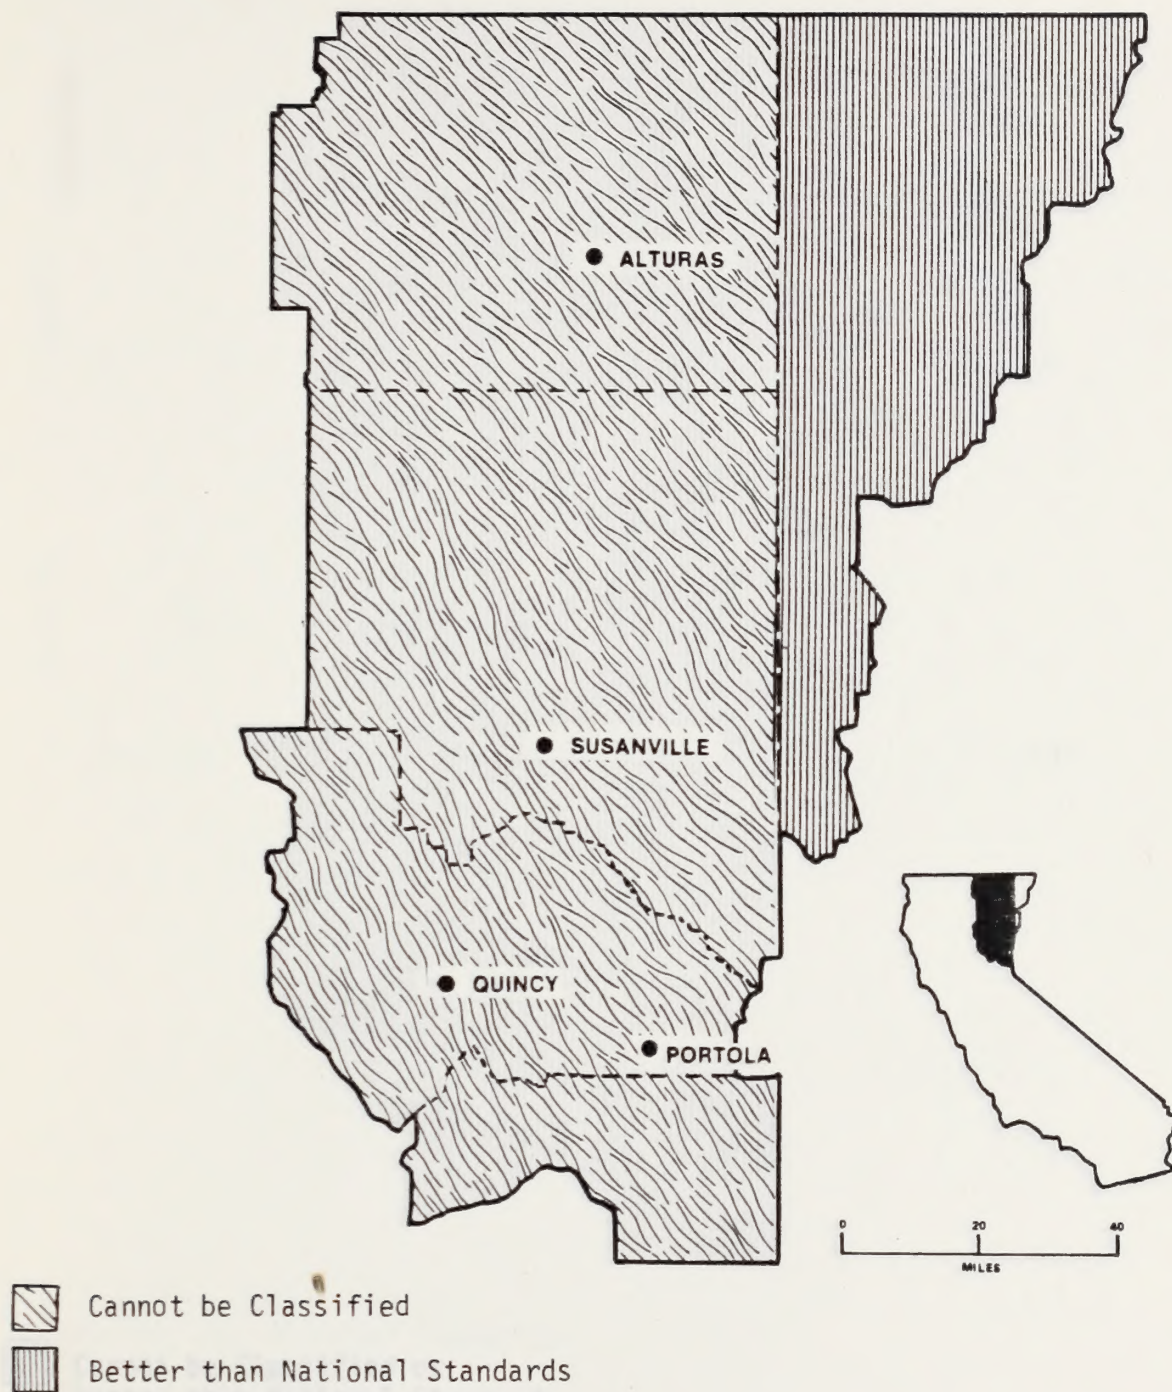 ALTURAS
SUSANVILLE
QUINCY
PORTOLA
0 20 40
MILES
Cannot be Classified
Better than National Standards